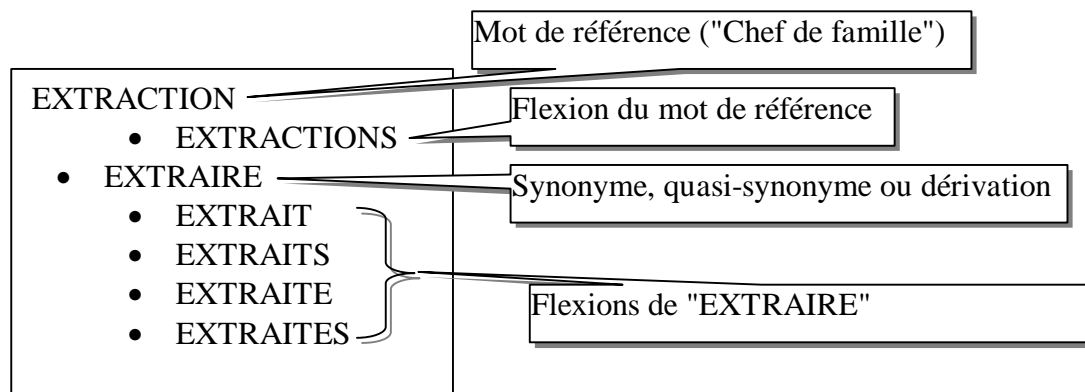 Mot de référence ("Chef de famille")
EXTRACTION
Flexion du mot de référence
• EXTRACTIONS
• EXTRAIRE
Synonyme, quasi-synonyme ou dérivation
• EXTRAIT
• EXTRAITS
• EXTRAITE
Flexions de "EXTRAIRE"
• EXTRAITES